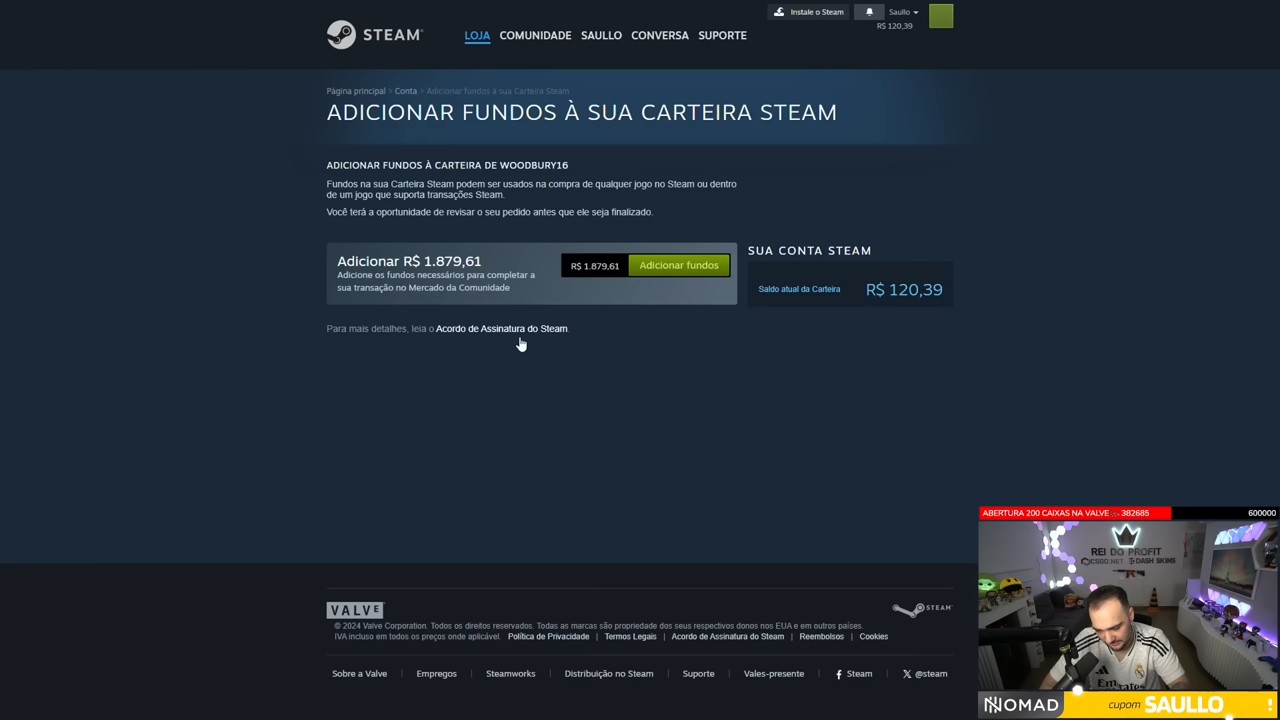 Instale o Steam
Saullo
R$ 120,39
STEAM
LOJA
COMUNIDADE
SAULLO
CONVERSA
SUPORTE
Página principal > Conta > Adicionar fundos à sua Carteira Steam
ADICIONAR FUNDOS À SUA CARTEIRA STEAM
ADICIONAR FUNDOS À CARTEIRA DE WOODBURY16
Fundos na sua Carteira Steam podem ser usados na compra de qualquer jogo no Steam ou dentro
de um jogo que suporta transações Steam.
Você terá a oportunidade de revisar o seu pedido antes que ele seja finalizado.
Adicionar R$ 1.879,61
Adicione os fundos necessários para completar a
sua transação no Mercado da Comunidade
R$ 1.879,61
Adicionar fundos
SUA CONTA STEAM
Saldo atual da Carteira
R$ 120,39
Para mais detalhes, leia o Acordo de Assinatura do Steam.
ABERTURA 200 CAIXAS NA VALVE
382685
600000
REI DO PROFIT
CSGO.NET
DASH SKINS
VALVE
STEAM
© 2024 Valve Corporation. Todos os direitos reservados. Todas as marcas são propriedade dos seus respectivos donos nos EUA e em outros países.
IVA incluso em todos os preços onde aplicável. Política de Privacidade | Termos Legais | Acordo de Assinatura do Steam | Reembolsos | Cookies
Sobre a Valve | Empregos | Steamworks | Distribuição no Steam | Suporte | Vales-presente | Steam | @steam
NOMAD
cupom SAULLO !